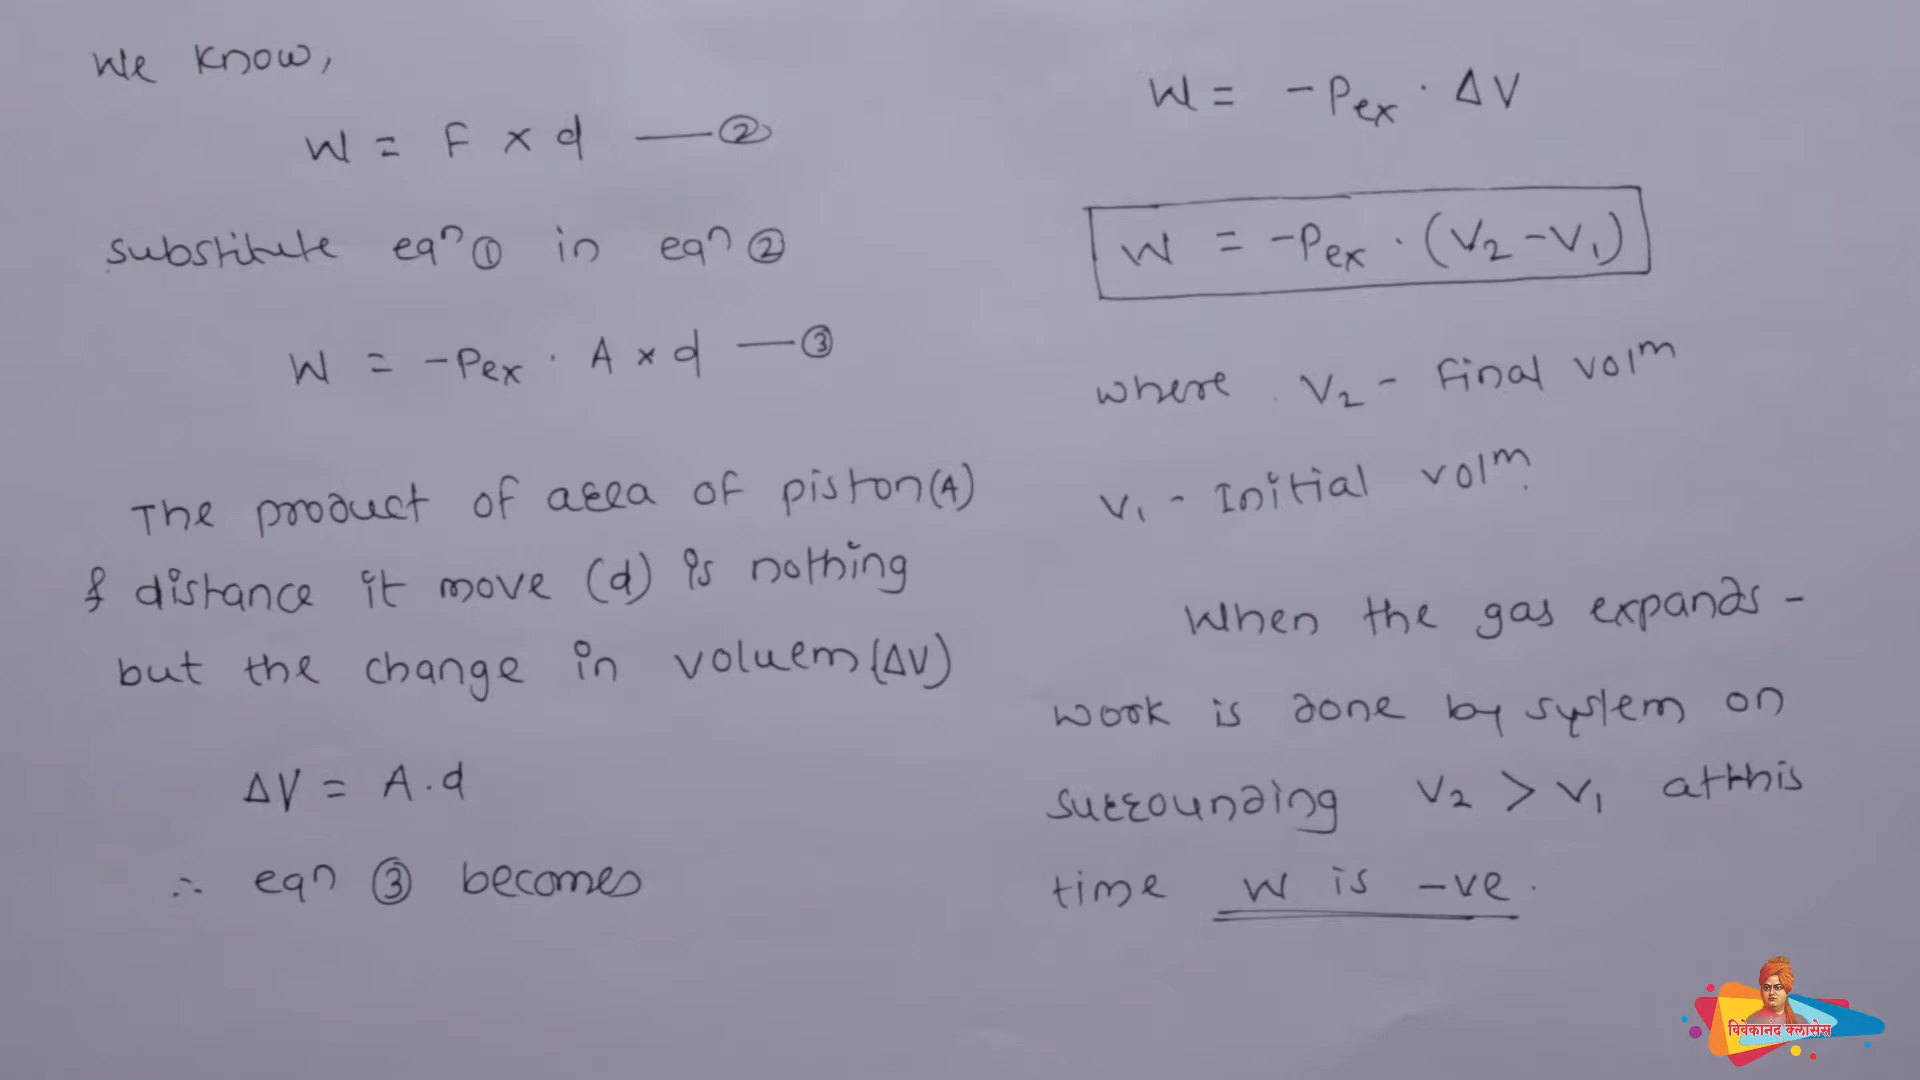 We know,
W = F × d —②
substitute eqⁿ ① in eqⁿ ②
W = -Pex · A × d —③
The product of area of piston(A)
& distance it move (d) is nothing
but the change in voluem (ΔV)
ΔV = A.d
∴ eqn ③ becomes
W = -Pex · ΔV
W = -Pex · (V₂ - V₁)
where V₂ - Final volᵐ
V₁ - Initial volᵐ.
When the gas expands -
work is done by system on
surrounding V₂ > V₁ at this
time W is -ve.
विवेकानंद क्लासेस